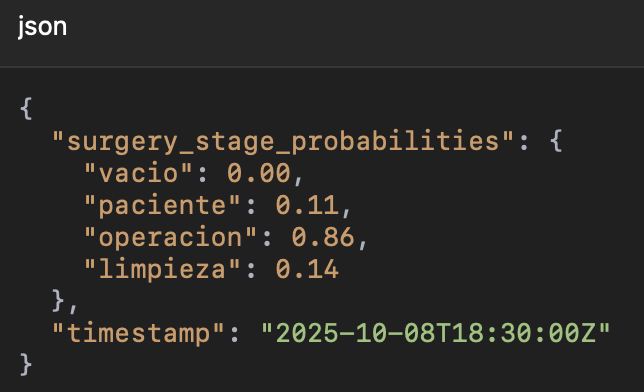 json
{
  "surgery_stage_probabilities": {
    "vacio": 0.00,
    "paciente": 0.11,
    "operacion": 0.86,
    "limpieza": 0.14
  },
  "timestamp": "2025-10-08T18:30:00Z"
}